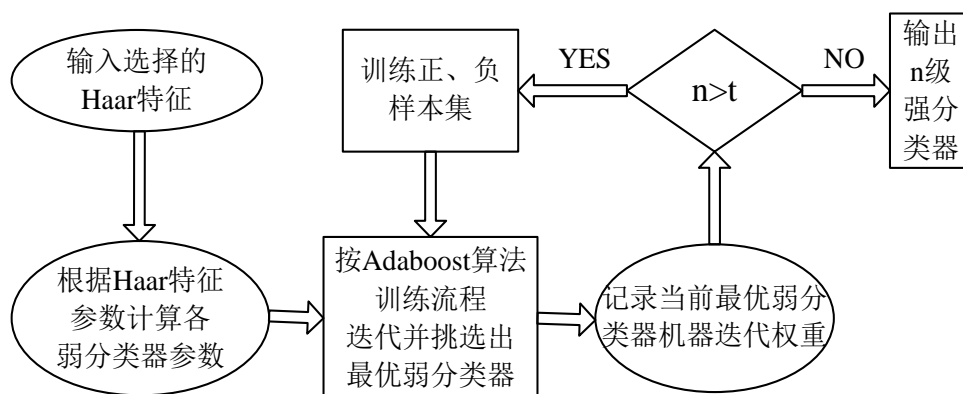 输入选择的
Haar特征
根据Haar特征
参数计算各
弱分类器参数
训练正、负
样本集
按Adaboost算法
训练流程
迭代并挑选出
最优弱分类器
记录当前最优弱分
类器机器迭代权重
n>t
YES
NO
输出
n级
强分
类器